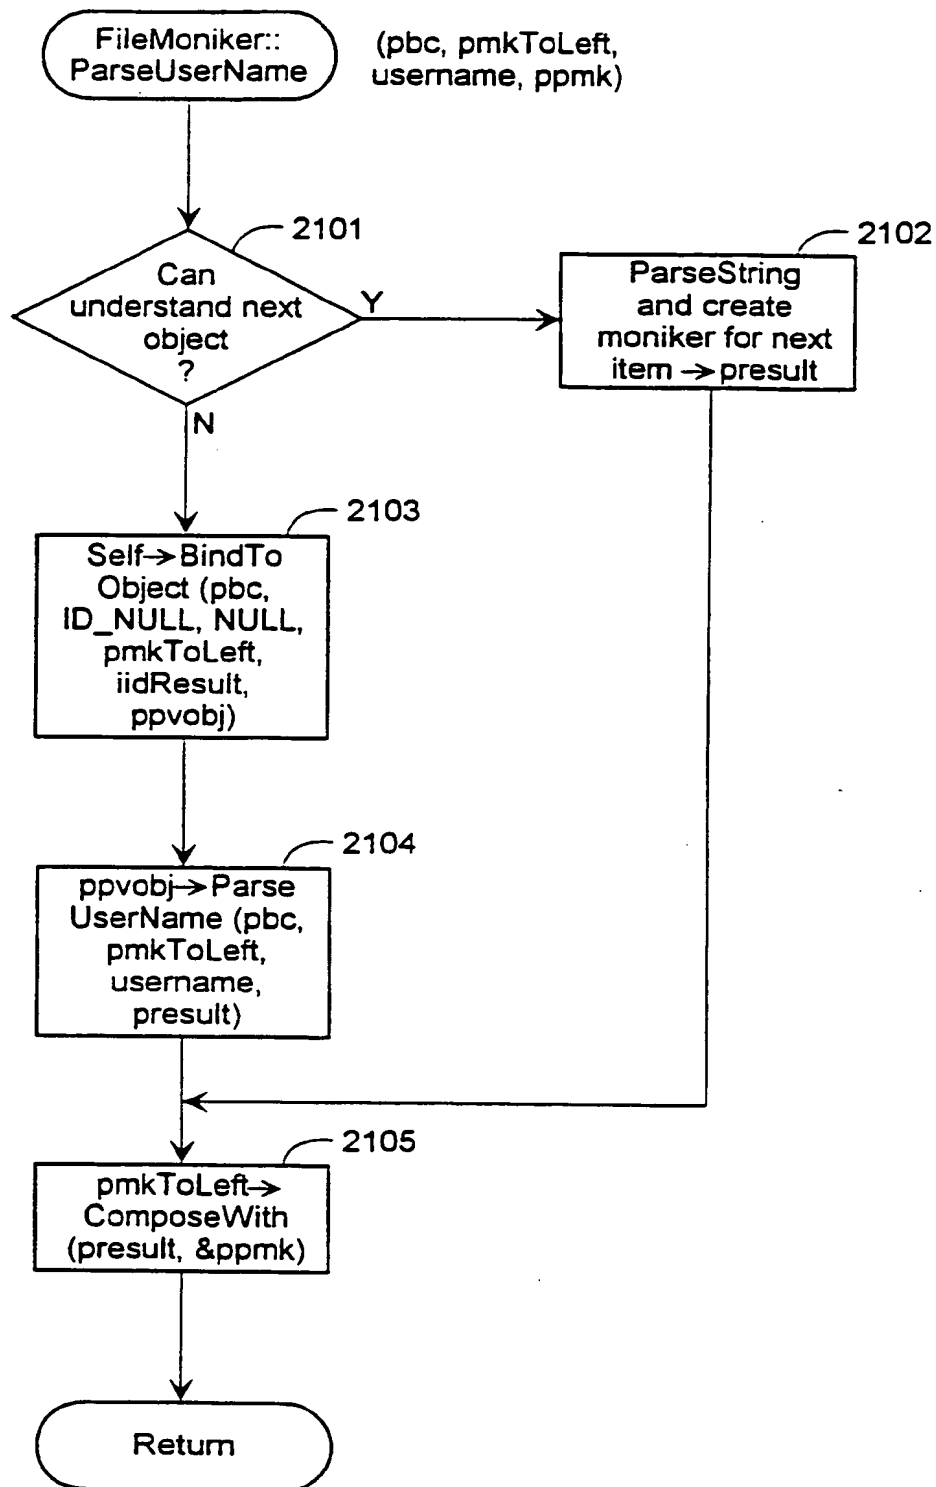 FileMoniker::
ParseUserName
(pbc, pmkToLeft,
username, ppmk)
2101
Can
understand next
object
?
Y
N
2102
ParseString
and create
moniker for next
item → presult
2103
Self→BindTo
Object (pbc,
ID_NULL, NULL,
pmkToLeft,
iidResult,
ppvobj)
2104
ppvobj→Parse
UserName (pbc,
pmkToLeft,
username,
presult)
2105
pmkToLeft→
ComposeWith
(presult, &ppmk)
Return